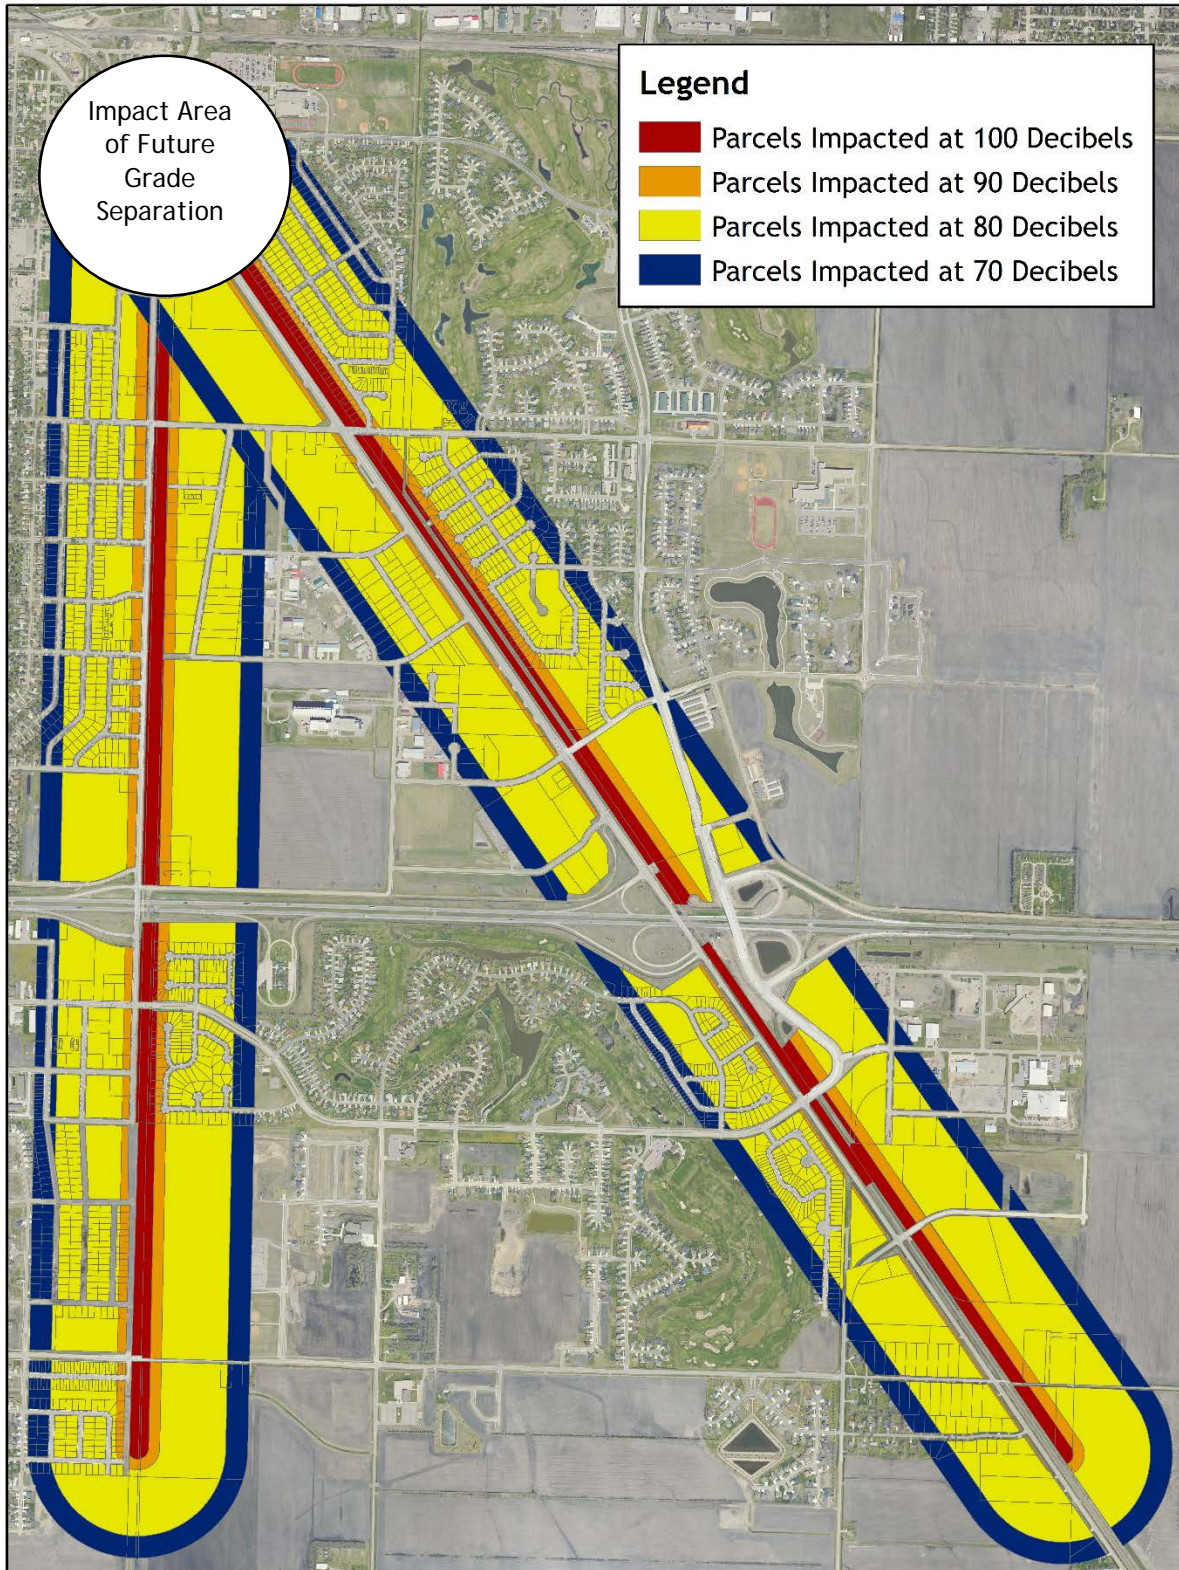 Impact Area
of Future
Grade
Separation
Legend
Parcels Impacted at 100 Decibels
Parcels Impacted at 90 Decibels
Parcels Impacted at 80 Decibels
Parcels Impacted at 70 Decibels